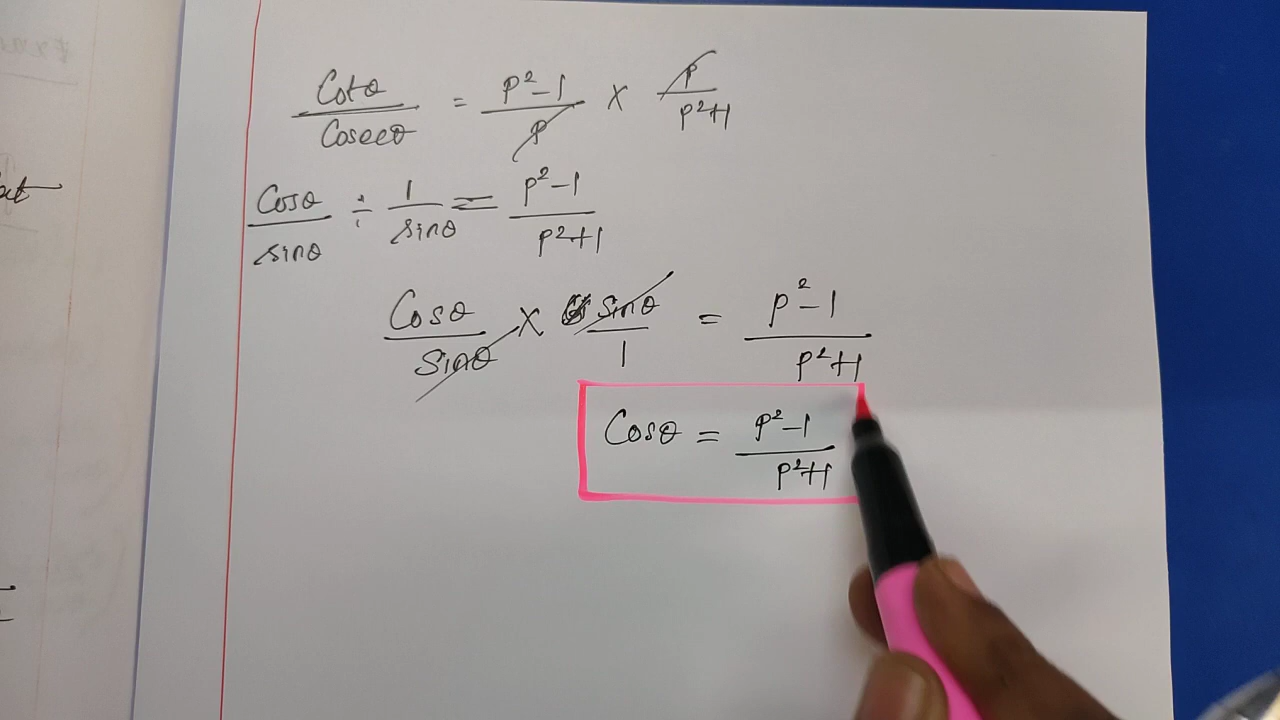 Cotθ/Cosecθ = P²-1/P × P/P²+1
Cosθ/sinθ ÷ 1/sinθ = P²-1/P²+1
Cosθ/Sinθ × Sinθ/1 = P²-1/P²+1
Cosθ = P²-1/P²+1